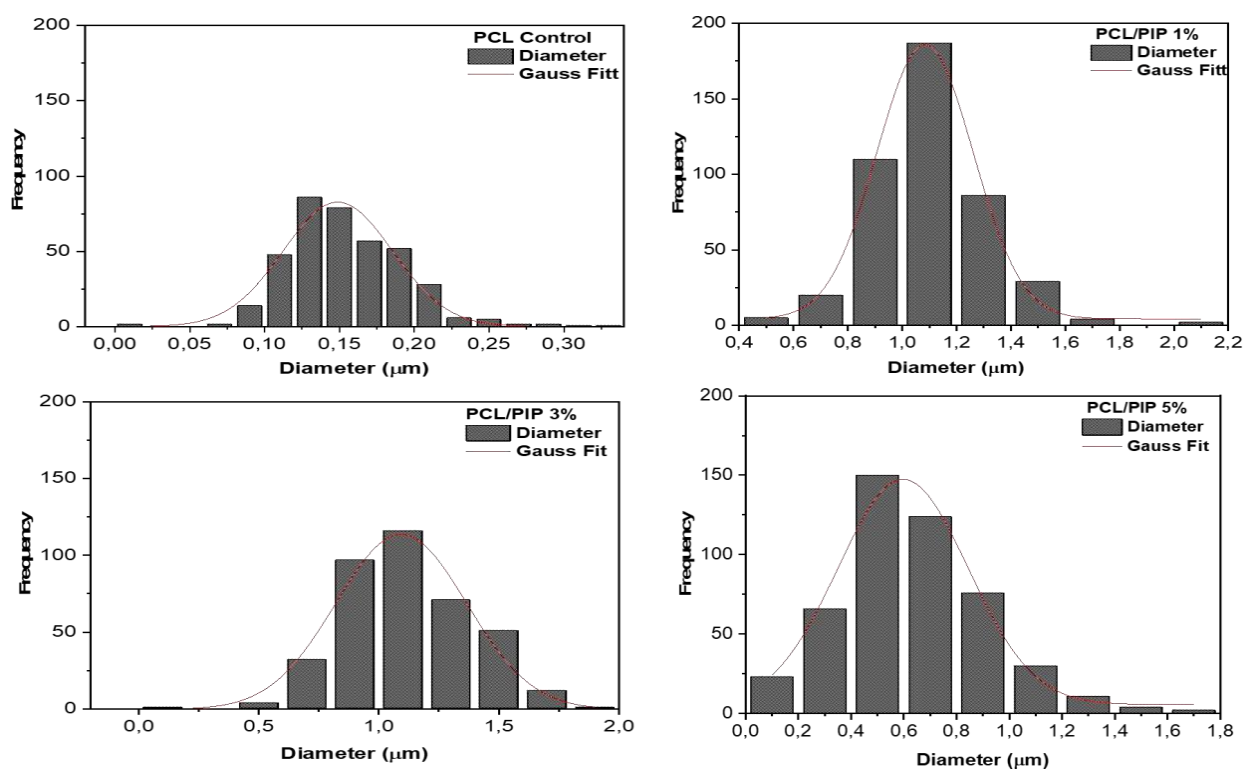 200
150
100
50
0
Frequency
PCL Control
Diameter
Gauss Fitt
0,00 0,05 0,10 0,15 0,20 0,25 0,30
Diameter (μm)
200
150
100
50
0
Frequency
PCL/PIP 1%
Diameter
Gauss Fitt
0,4 0,6 0,8 1,0 1,2 1,4 1,6 1,8 2,0 2,2
Diameter (μm)
200
150
100
50
0
Frequency
PCL/PIP 3%
Diameter
Gauss Fit
0,0 0,5 1,0 1,5 2,0
Diameter (μm)
200
150
100
50
0
Frequency
PCL/PIP 5%
Diameter
Gauss Fit
0,0 0,2 0,4 0,6 0,8 1,0 1,2 1,4 1,6 1,8
Diameter (μm)